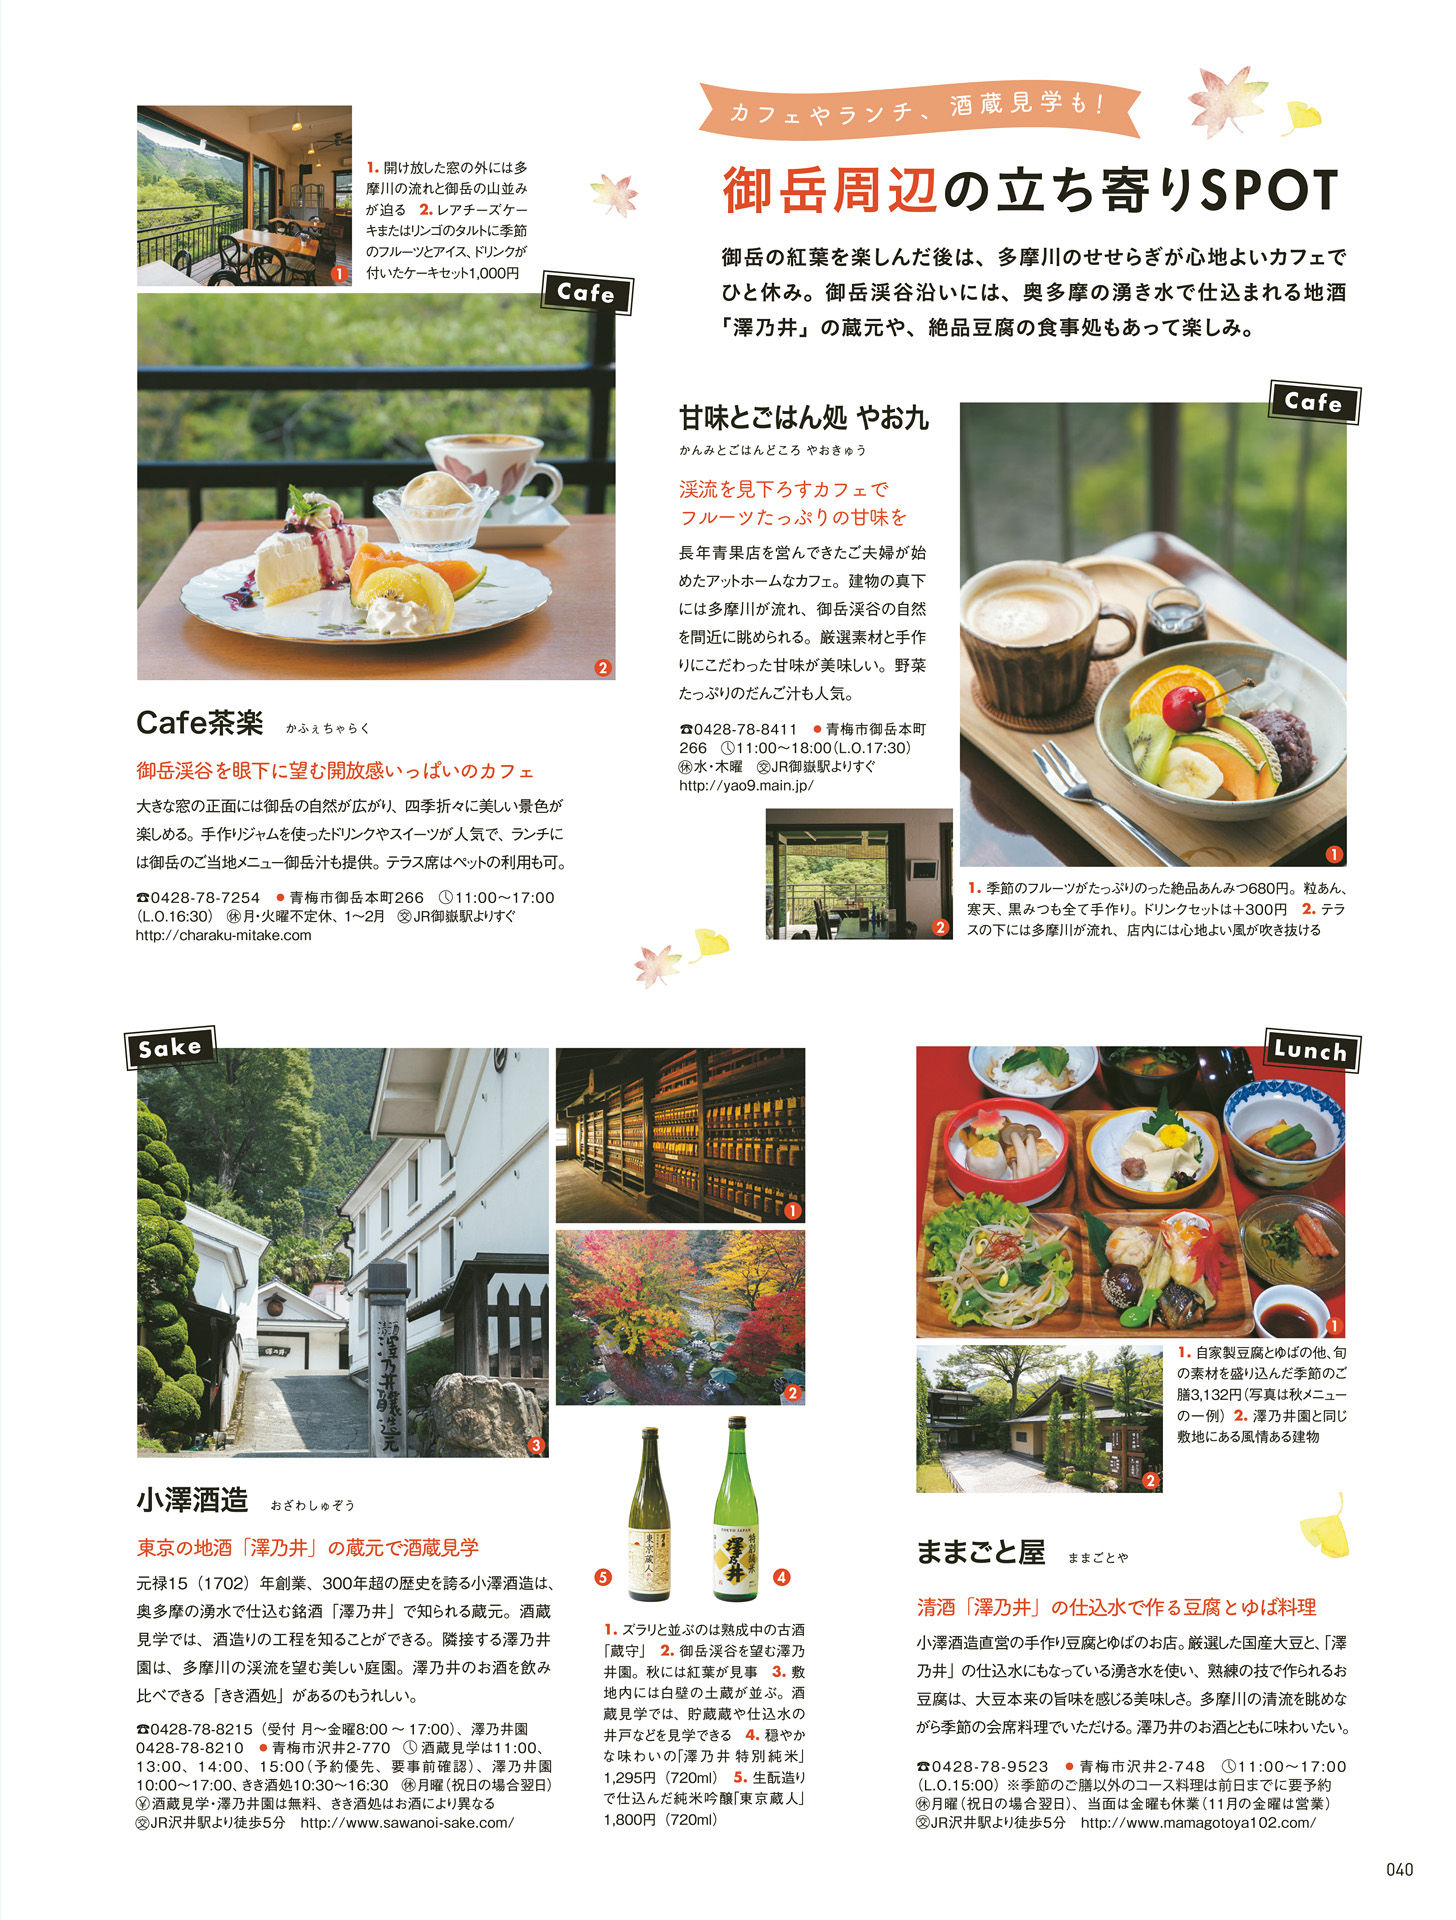 カフェやランチ、酒蔵見学も!
御岳周辺の立ち寄りSPOT
御岳の紅葉を楽しんだ後は、多摩川のせせらぎが心地よいカフェで
ひと休み。御岳渓谷沿いには、奥多摩の湧き水で仕込まれる地酒
「澤乃井」の蔵元や、絶品豆腐の食事処もあって楽しみ。
1. 開け放した窓の外には多
摩川の流れと御岳の山並み
が迫る 2. レアチーズケー
キまたはリンゴのタルトに季節
のフルーツとアイス、ドリンクが
付いたケーキセット1,000円
1
Cafe
2
Cafe茶楽 かふぇちゃらく
御岳渓谷を眼下に望む開放感いっぱいのカフェ
大きな窓の正面には御岳の自然が広がり、四季折々に美しい景色が
楽しめる。手作りジャムを使ったドリンクやスイーツが人気で、ランチに
は御岳のご当地メニュー御岳汁も提供。テラス席はペットの利用も可。
☎0428-78-7254 ●青梅市御岳本町266 🕒11:00〜17:00
(L.O.16:30) ㊡月・火曜不定休、1〜2月 ㊋JR御嶽駅よりすぐ
http://charaku-mitake.com
甘味とごはん処 やお九
かんみとごはんどころ やおきゅう
渓流を見下ろすカフェで
フルーツたっぷりの甘味を
長年青果店を営んできたご夫婦が始
めたアットホームなカフェ。建物の真下
には多摩川が流れ、御岳渓谷の自然
を間近に眺められる。厳選素材と手作
りにこだわった甘味が美味しい。野菜
たっぷりのだんご汁も人気。
☎0428-78-8411 ●青梅市御岳本町
266 🕒11:00〜18:00(L.O.17:30)
㊡水・木曜 交JR御嶽駅よりすぐ
http://yao9.main.jp/
Cafe
1
2
1. 季節のフルーツがたっぷりのった絶品あんみつ680円。粒あん、
寒天、黒みつも全て手作り。ドリンクセットは＋300円 2. テラ
スの下には多摩川が流れ、店内には心地よい風が吹き抜ける
Sake
清酒 澤乃井醸造元
澤乃井
3
1
2
5
東京蔵人
4
TOKYO JAPAN
特別純米
澤乃井
小澤酒造 おざわしゅぞう
東京の地酒「澤乃井」の蔵元で酒蔵見学
元禄15(1702)年創業、300年超の歴史を誇る小澤酒造は、
奥多摩の湧水で仕込む銘酒「澤乃井」で知られる蔵元。酒蔵
見学では、酒造りの工程を知ることができる。隣接する澤乃井
園は、多摩川の渓流を望む美しい庭園。澤乃井のお酒を飲み
比べできる「きき酒処」があるのもうれしい。
☎0428-78-8215(受付 月〜金曜8:00〜17:00)、澤乃井園
0428-78-8210 ●青梅市沢井2-770 🕒酒蔵見学は11:00、
13:00、14:00、15:00(予約優先、要事前確認)、澤乃井園
10:00〜17:00、きき酒処10:30〜16:30 ㊡月曜(祝日の場合翌日)
¥酒蔵見学・澤乃井園は無料、きき酒処はお酒により異なる
交JR沢井駅より徒歩5分 http://www.sawanoi-sake.com/
1. ズラリと並ぶのは熟成中の古酒
「蔵守」 2. 御岳渓谷を望む澤乃
井園。秋には紅葉が見事 3. 敷
地内には白壁の土蔵が並ぶ。酒
蔵見学では、貯蔵蔵や仕込水の
井戸などを見学できる 4. 穏やか
な味わいの「澤乃井 特別純米」
1,295円(720ml) 5. 生酛造り
で仕込んだ純米吟醸「東京蔵人」
1,800円(720ml)
Lunch
1
2
1. 自家製豆腐とゆばの他、旬
の素材を盛り込んだ季節のご
膳3,132円(写真は秋メニュー
の一例) 2. 澤乃井園と同じ
敷地にある風情ある建物
ままごと屋 ままごとや
清酒「澤乃井」の仕込水で作る豆腐とゆば料理
小澤酒造直営の手作り豆腐とゆばのお店。厳選した国産大豆と、「澤
乃井」の仕込水にもなっている湧き水を使い、熟練の技で作られるお
豆腐は、大豆本来の旨味を感じる美味しさ。多摩川の清流を眺めな
がら季節の会席料理でいただける。澤乃井のお酒とともに味わいたい。
☎0428-78-9523 ●青梅市沢井2-748 🕒11:00〜17:00
(L.O.15:00) ※季節のご膳以外のコース料理は前日までに要予約
㊡月曜(祝日の場合翌日)、当面は金曜も休業(11月の金曜は営業)
交JR沢井駅より徒歩5分 http://www.mamagotoya102.com/
040